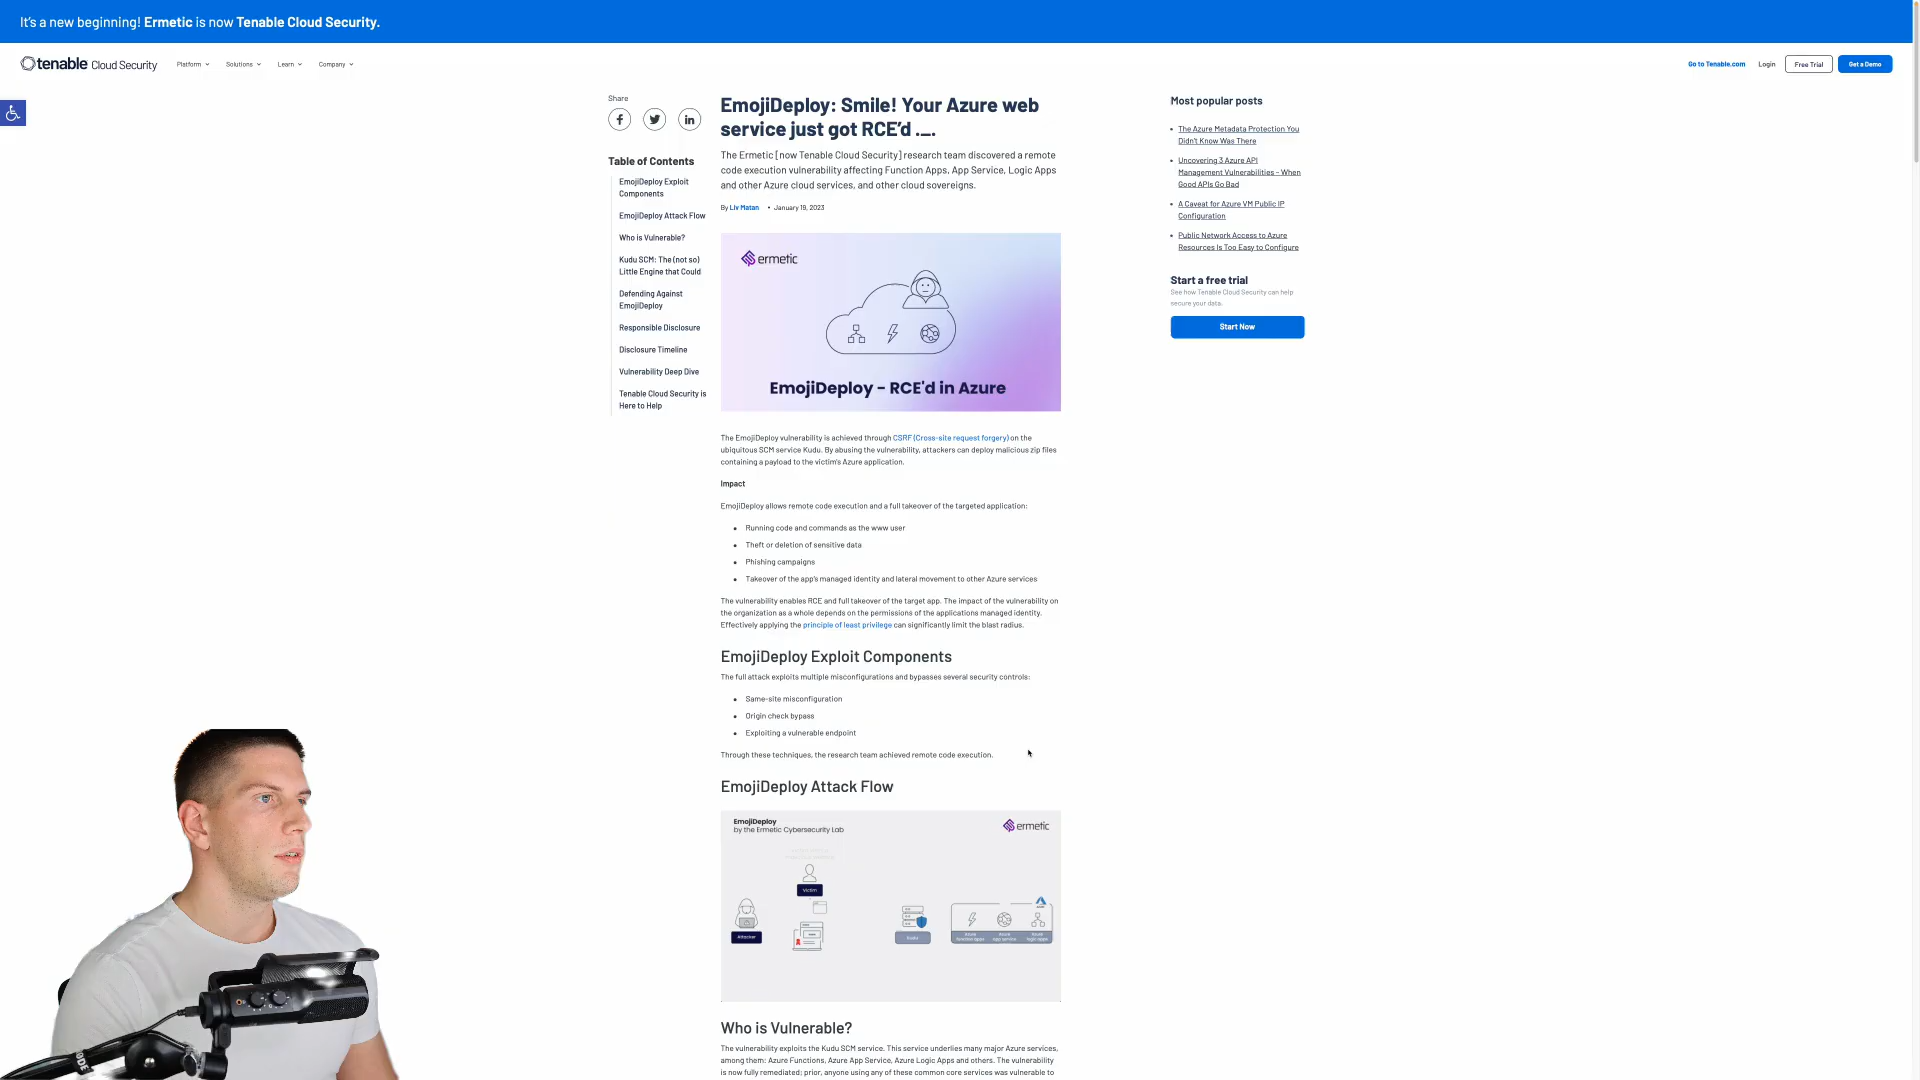 It's a new beginning! Ermetic is now Tenable Cloud Security.
tenable Cloud Security
Platform
Solutions
Learn
Company
Go to Tenable.com
Login
Free Trial
Get a Demo
Share
Table of Contents
EmojiDeploy Exploit
Components
EmojiDeploy Attack Flow
Who is Vulnerable?
Kudu SCM: The (not so)
Little Engine that Could
Defending Against
EmojiDeploy
Responsible Disclosure
Disclosure Timeline
Vulnerability Deep Dive
Tenable Cloud Security is
Here to Help
EmojiDeploy: Smile! Your Azure web
service just got RCE'd ._.
The Ermetic [now Tenable Cloud Security] research team discovered a remote
code execution vulnerability affecting Function Apps, App Service, Logic Apps
and other Azure cloud services, and other cloud sovereigns.
By Liv Matan • January 19, 2023
ermetic
EmojiDeploy - RCE'd in Azure
The EmojiDeploy vulnerability is achieved through CSRF (Cross-site request forgery) on the
ubiquitous SCM service Kudu. By abusing the vulnerability, attackers can deploy malicious zip files
containing a payload to the victim's Azure application.
Impact
EmojiDeploy allows remote code execution and a full takeover of the targeted application:
• Running code and commands as the www user
• Theft or deletion of sensitive data
• Phishing campaigns
• Takeover of the app's managed identity and lateral movement to other Azure services
The vulnerability enables RCE and full takeover of the target app. The impact of the vulnerability on
the organization as a whole depends on the permissions of the applications managed identity.
Effectively applying the principle of least privilege can significantly limit the blast radius.
EmojiDeploy Exploit Components
The full attack exploits multiple misconfigurations and bypasses several security controls:
• Same-site misconfiguration
• Origin check bypass
• Exploiting a vulnerable endpoint
Through these techniques, the research team achieved remote code execution.
EmojiDeploy Attack Flow
EmojiDeploy
by the Ermetic Cybersecurity Lab
ermetic
Victim
Attacker
Kudu
Azure
function apps
Azure
app service
Azure
logic apps
Who is Vulnerable?
The vulnerability exploits the Kudu SCM service. This service underlies many major Azure services,
among them: Azure Functions, Azure App Service, Azure Logic Apps and others. The vulnerability
is now fully remediated; prior, anyone using any of these common core services was vulnerable to
Most popular posts
• The Azure Metadata Protection You
Didn't Know Was There
• Uncovering 3 Azure API
Management Vulnerabilities – When
Good APIs Go Bad
• A Caveat for Azure VM Public IP
Configuration
• Public Network Access to Azure
Resources Is Too Easy to Configure
Start a free trial
See how Tenable Cloud Security can help
secure your data.
Start Now